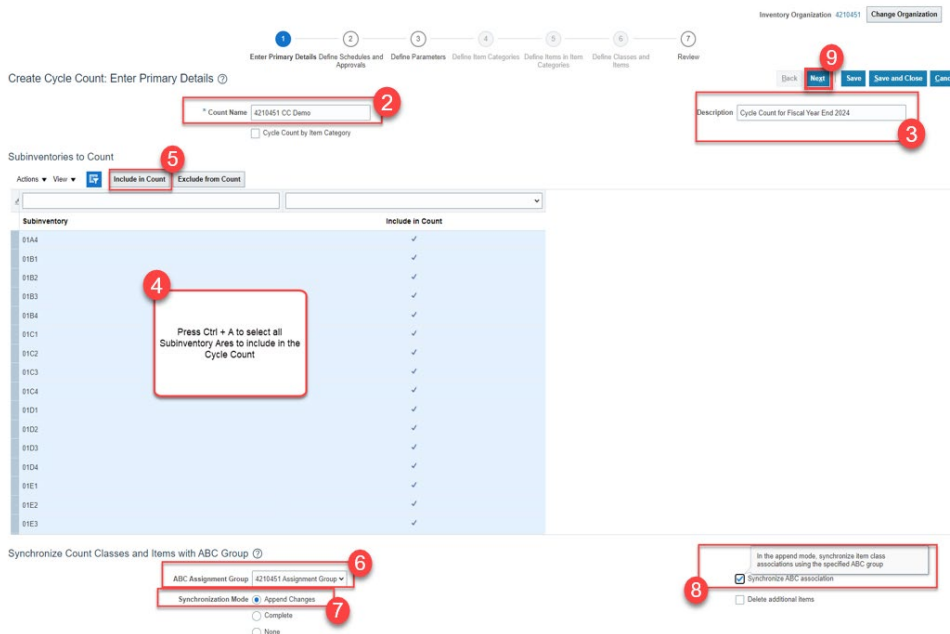 Inventory Organization 4210451 Change Organization
1 2 3 4 5 6 7
Enter Primary Details Define Schedules and Approvals Define Parameters Define Item Categories Define Items in Item Categories Define Classes and Items Review
9
Create Cycle Count: Enter Primary Details
Back Next Save Save and Close Canc
* Count Name 4210451 CC Demo
2
Description Cycle Count for Fiscal Year End 2024
3
Cycle Count by Item Category
Subinventories to Count
5
Actions View Include in Count Exclude from Count
Subinventory Include in Count
01A4
01B1
01B2
01B3
01B4
01C1
01C2
01C3
01C4
01D1
01D2
01D3
01D4
01E1
01E2
01E3
4
Press Ctrl + A to select all
Subinventory Ares to include in the
Cycle Count
Synchronize Count Classes and Items with ABC Group
6
ABC Assignment Group 4210451 Assignment Group
Synchronization Mode Append Changes
7
Complete
None
In the append mode, synchronize item class
associations using the specified ABC group
Synchronize ABC association
8
Delete additional items